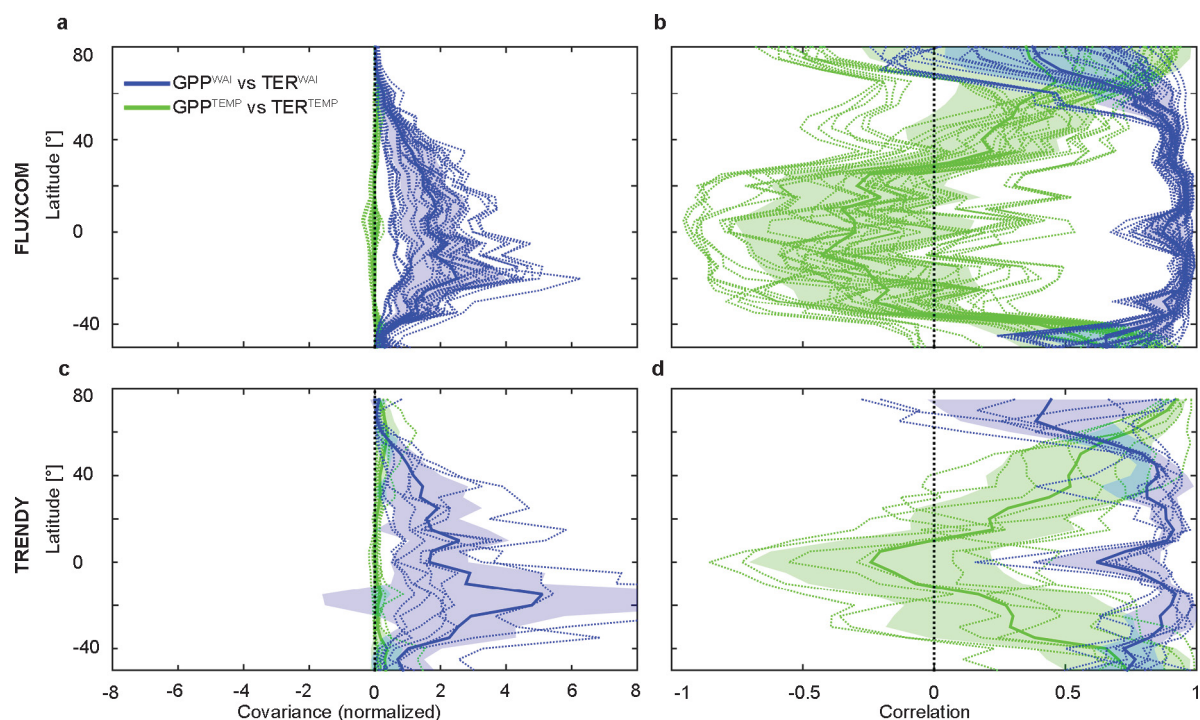 a
b
80
40
0
-40
Latitude [°]
FLUXCOM
GPPWAI vs TERWAI
GPPTEMP vs TERTEMP
c
d
80
40
0
-40
Latitude [°]
TRENDY
-8 -6 -4 -2 0 2 4 6 8
Covariance (normalized)
-1 -0.5 0 0.5 1
Correlation